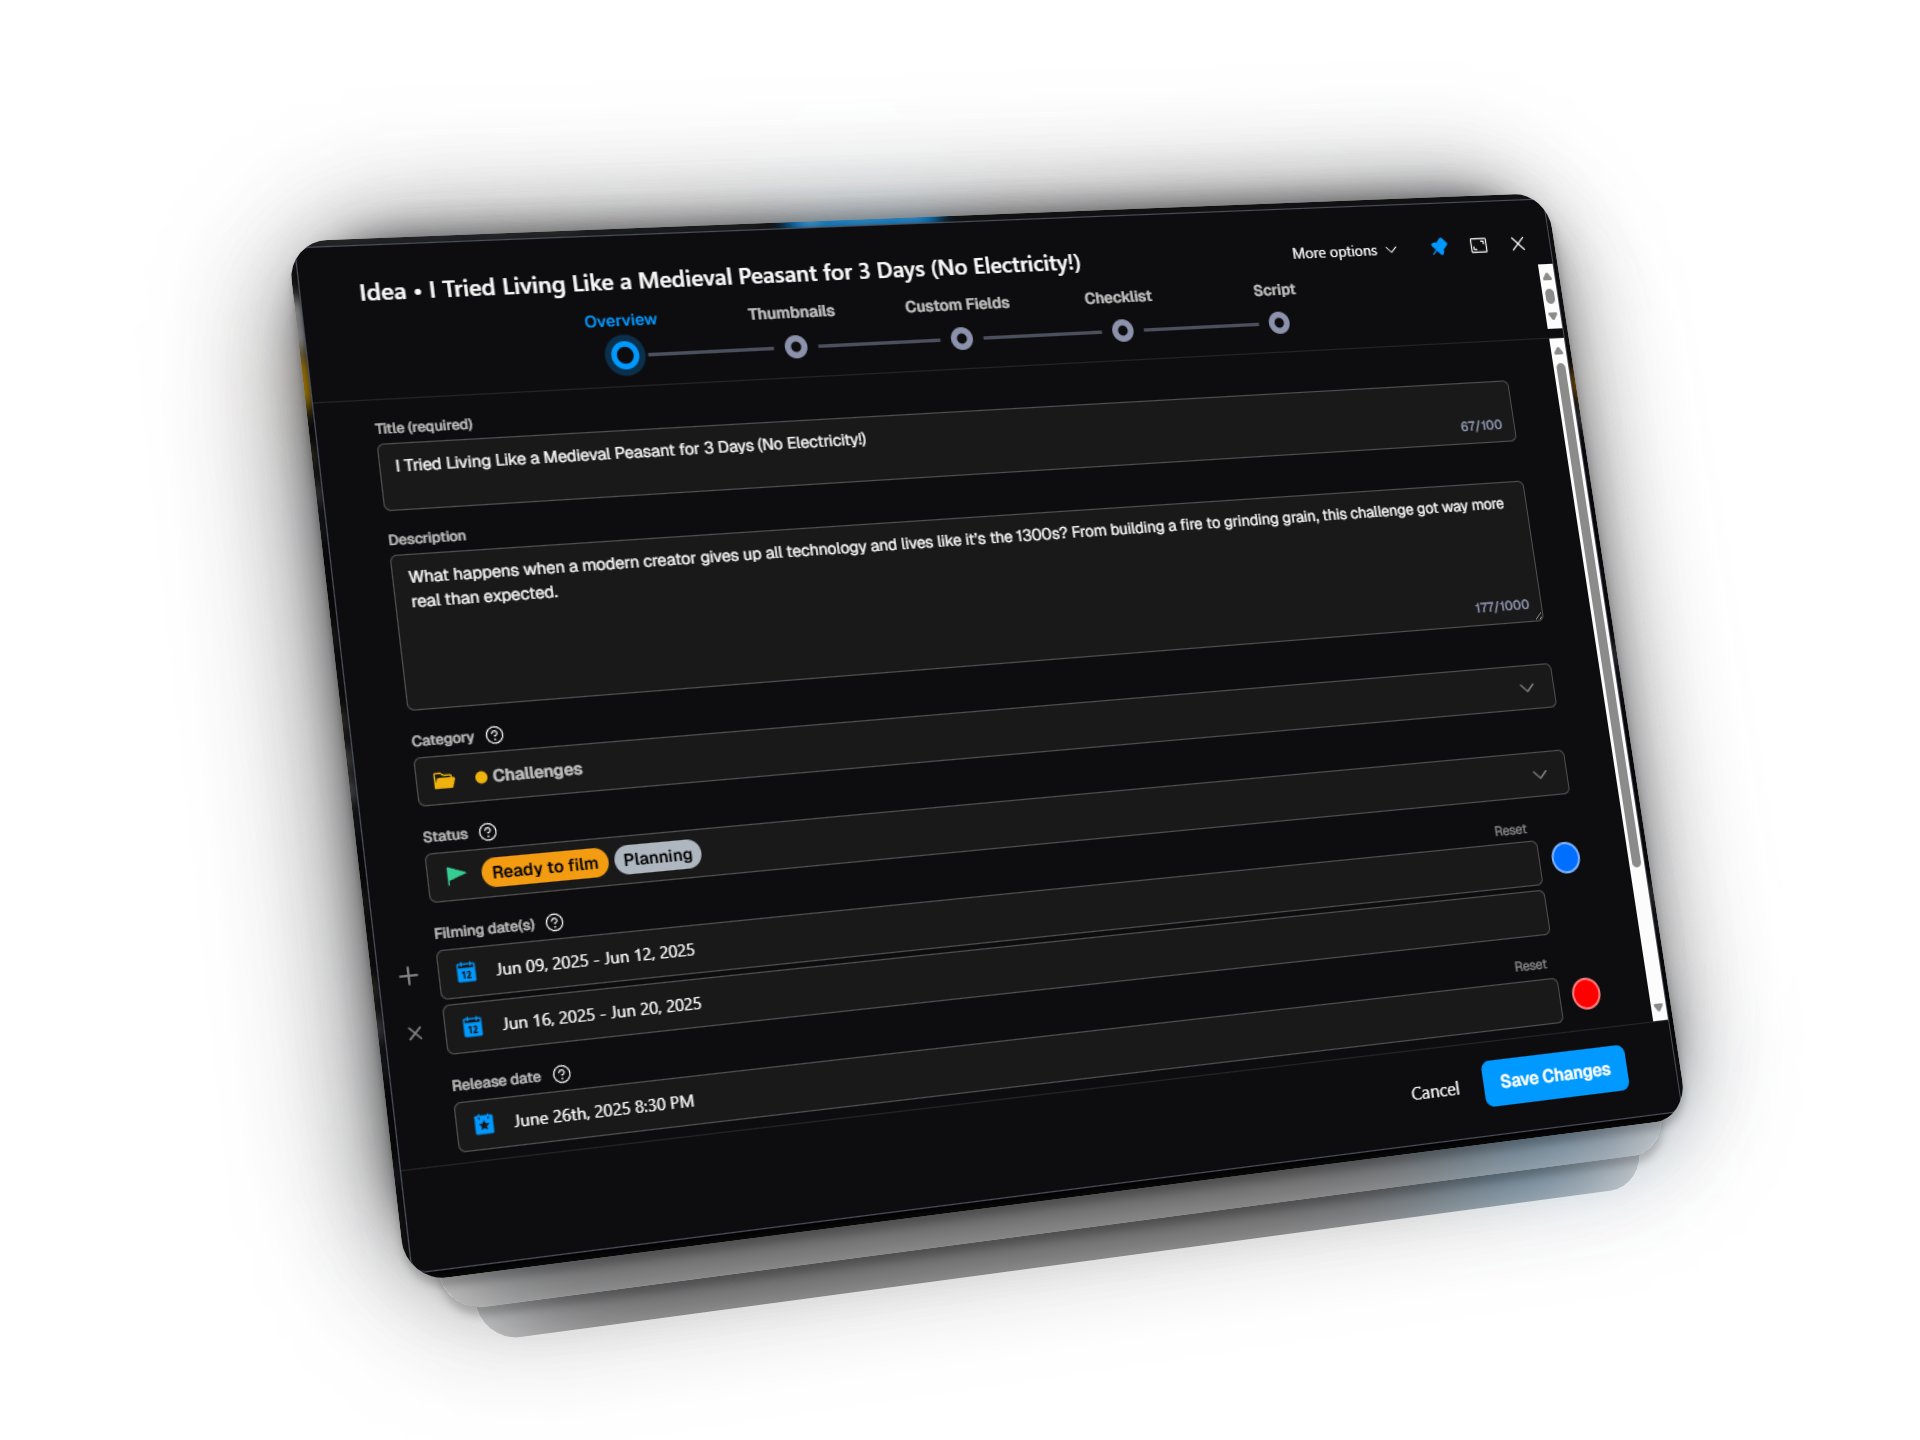 Idea • I Tried Living Like a Medieval Peasant for 3 Days (No Electricity!)
More options
Overview
Thumbnails
Custom Fields
Checklist
Script
Title (required)
I Tried Living Like a Medieval Peasant for 3 Days (No Electricity!)
67/100
Description
What happens when a modern creator gives up all technology and lives like it's the 1300s? From building a fire to grinding grain, this challenge got way more
real than expected.
177/1000
Category ?
Challenges
Status ?
Ready to film Planning
Reset
Filming date(s) ?
12 Jun 09, 2025 - Jun 12, 2025
12 Jun 16, 2025 - Jun 20, 2025
Reset
Release date ?
June 26th, 2025 8:30 PM
Cancel
Save Changes